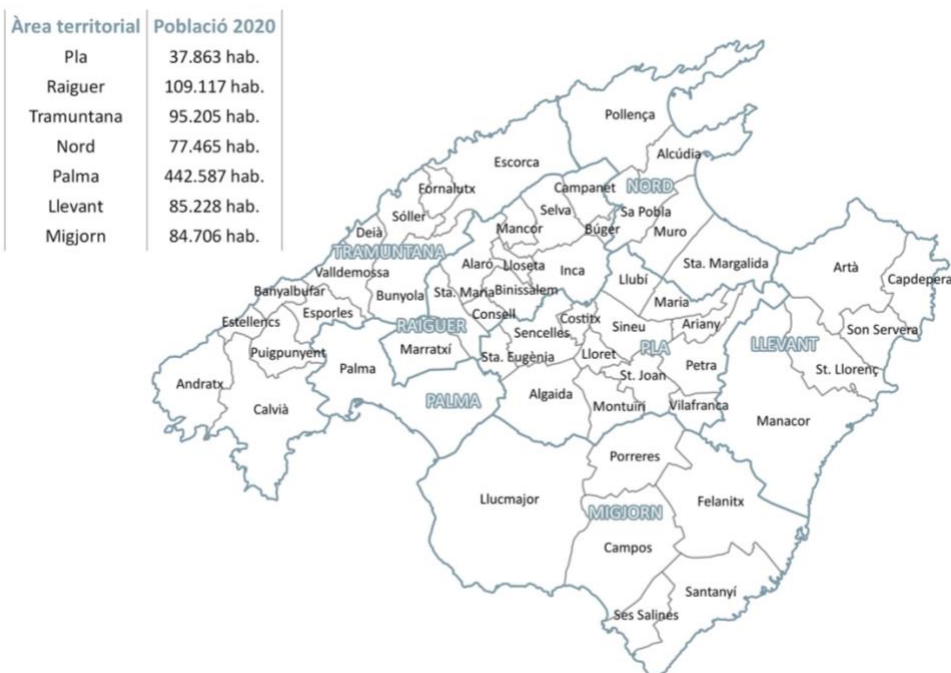 Àrea territorial Població 2020
Pla 37.863 hab.
Raiguer 109.117 hab.
Tramuntana 95.205 hab.
Nord 77.465 hab.
Palma 442.587 hab.
Llevant 85.228 hab.
Migjorn 84.706 hab.
Pollença
Alcúdia
Escorca
Fornalutx
Campanet
NORD
Sóller
Selva
Sa Pobla
Deià
Mancor
Búger
Muro
TRAMUNTANA
Alaró
Lloseta
Inca
Sta. Margalida
Artà
Valldemossa
Llubí
Capdepera
Banyalbufar
Bunyola
Sta. Maria
Binissalem
Maria
Esporles
Consell
Costitx
Estellencs
RAIGUER
Sencelles
Sineu
Ariany
Son Servera
Puigpunyent
Marratxí
Sta. Eugènia
Lloret
PLA
LLEVANT
Palma
St. Joan
Petra
St. Llorenç
Andratx
Algaida
Calvià
PALMA
Montuïri
Vilafranca
Manacor
Porreres
Llucmajor
Felanitx
MIGJORN
Campos
Santanyí
Ses Salines